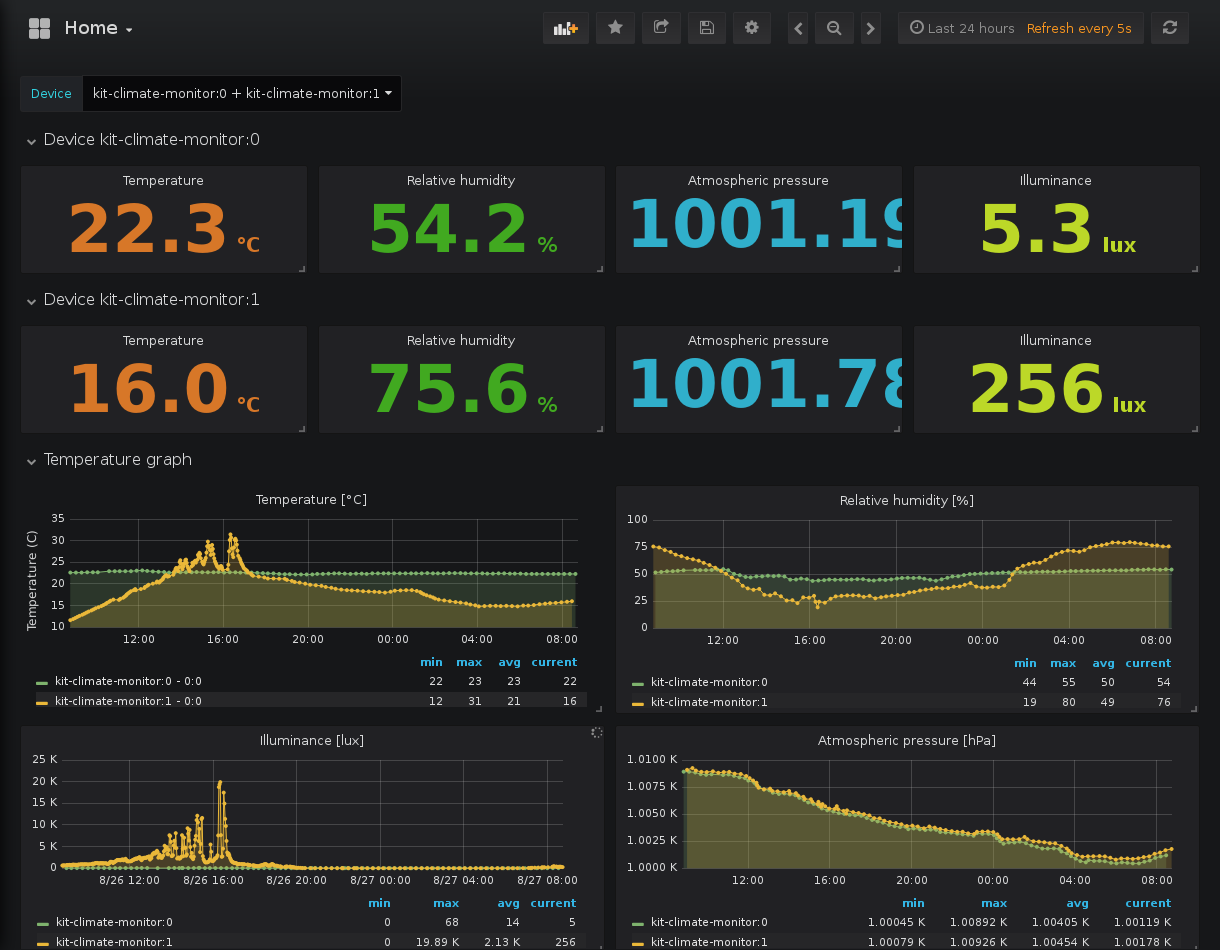 Home
Last 24 hours Refresh every 5s
Device kit-climate-monitor:0 + kit-climate-monitor:1
Device kit-climate-monitor:0
Temperature Relative humidity Atmospheric pressure Illuminance
22.3 °C 54.2 % 1001.19 5.3 lux
Device kit-climate-monitor:1
Temperature Relative humidity Atmospheric pressure Illuminance
16.0 °C 75.6 % 1001.78 256 lux
Temperature graph
Temperature [°C]
Temperature (C)
35
30
25
20
15
10
12:00 16:00 20:00 00:00 04:00 08:00
min max avg current
kit-climate-monitor:0 - 0:0 22 23 23 22
kit-climate-monitor:1 - 0:0 12 31 21 16
Relative humidity [%]
100
75
50
25
0
12:00 16:00 20:00 00:00 04:00 08:00
min max avg current
kit-climate-monitor:0 44 55 50 54
kit-climate-monitor:1 19 80 49 76
Illuminance [lux]
25 K
20 K
15 K
10 K
5 K
0
8/26 12:00 8/26 16:00 8/26 20:00 8/27 00:00 8/27 04:00 8/27 08:00
min max avg current
kit-climate-monitor:0 0 68 14 5
kit-climate-monitor:1 0 19.89 K 2.13 K 256
Atmospheric pressure [hPa]
1.0100 K
1.0075 K
1.0050 K
1.0025 K
1.0000 K
12:00 16:00 20:00 00:00 04:00 08:00
min max avg current
kit-climate-monitor:0 1.00045 K 1.00892 K 1.00405 K 1.00119 K
kit-climate-monitor:1 1.00079 K 1.00926 K 1.00454 K 1.00178 K